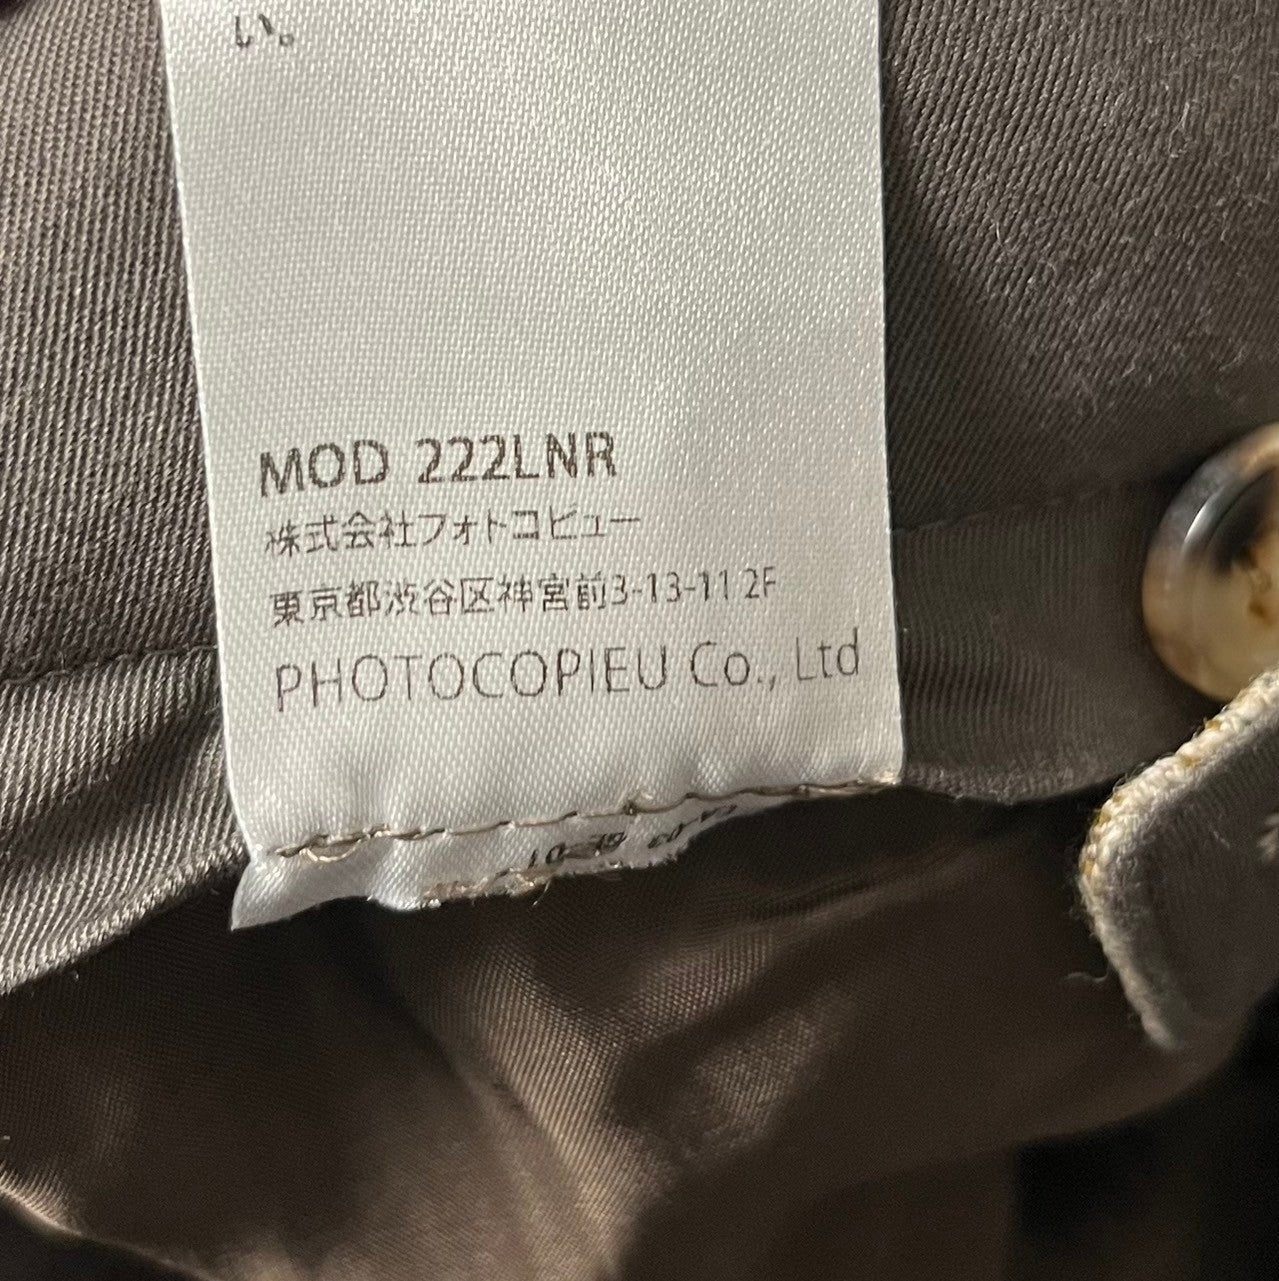 い。
MOD 222LNR
株式会社フォトコピュー
東京都渋谷区神宮前3-13-11 2F
PHOTOCOPIEU Co., Ltd